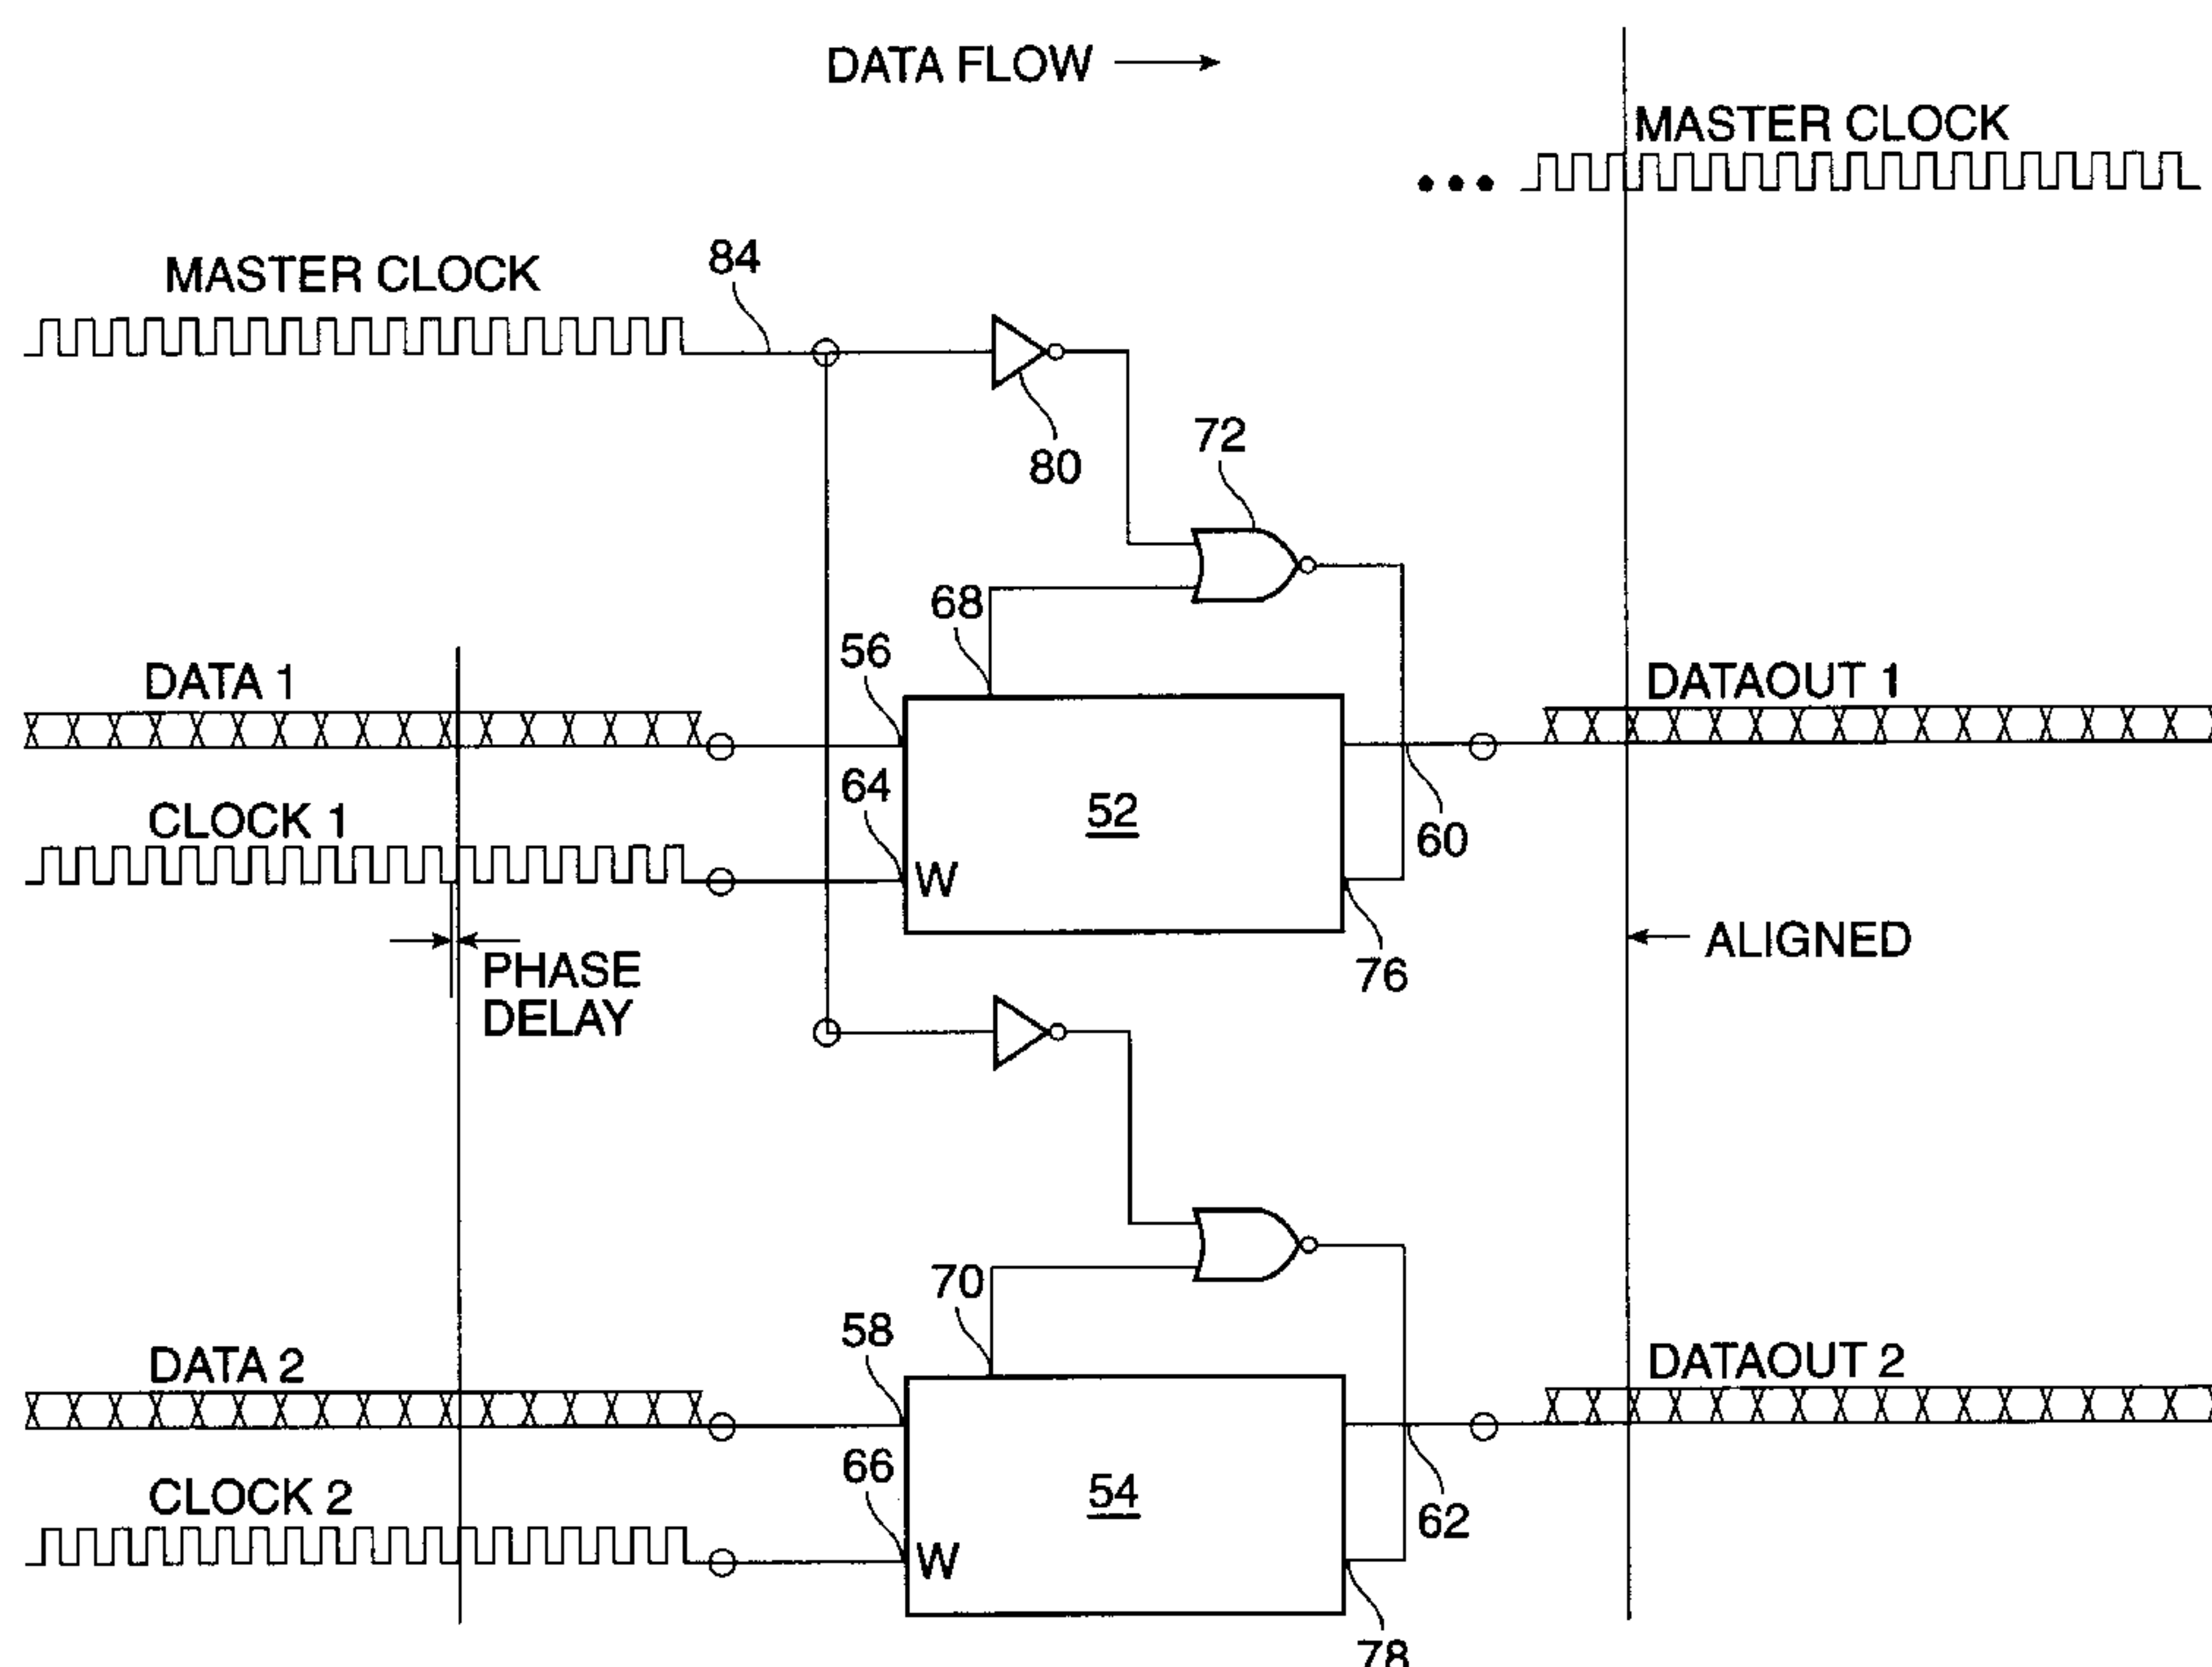 DATA FLOW
MASTER CLOCK
MASTER CLOCK
84
80
72
68
56
DATA 1
DATAOUT 1
64
CLOCK 1
52
60
W
ALIGNED
PHASE
DELAY
76
70
58
DATA 2
DATAOUT 2
66
CLOCK 2
54
62
W
78